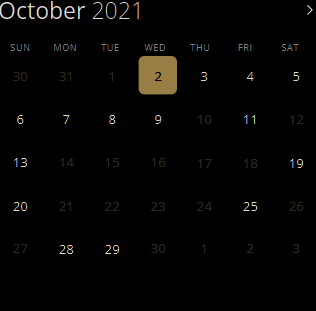 October 2021
SUN MON TUE WED THU FRI SAT
30 31 1 2 3 4 5
6 7 8 9 10 11 12
13 14 15 16 17 18 19
20 21 22 23 24 25 26
27 28 29 30 1 2 3